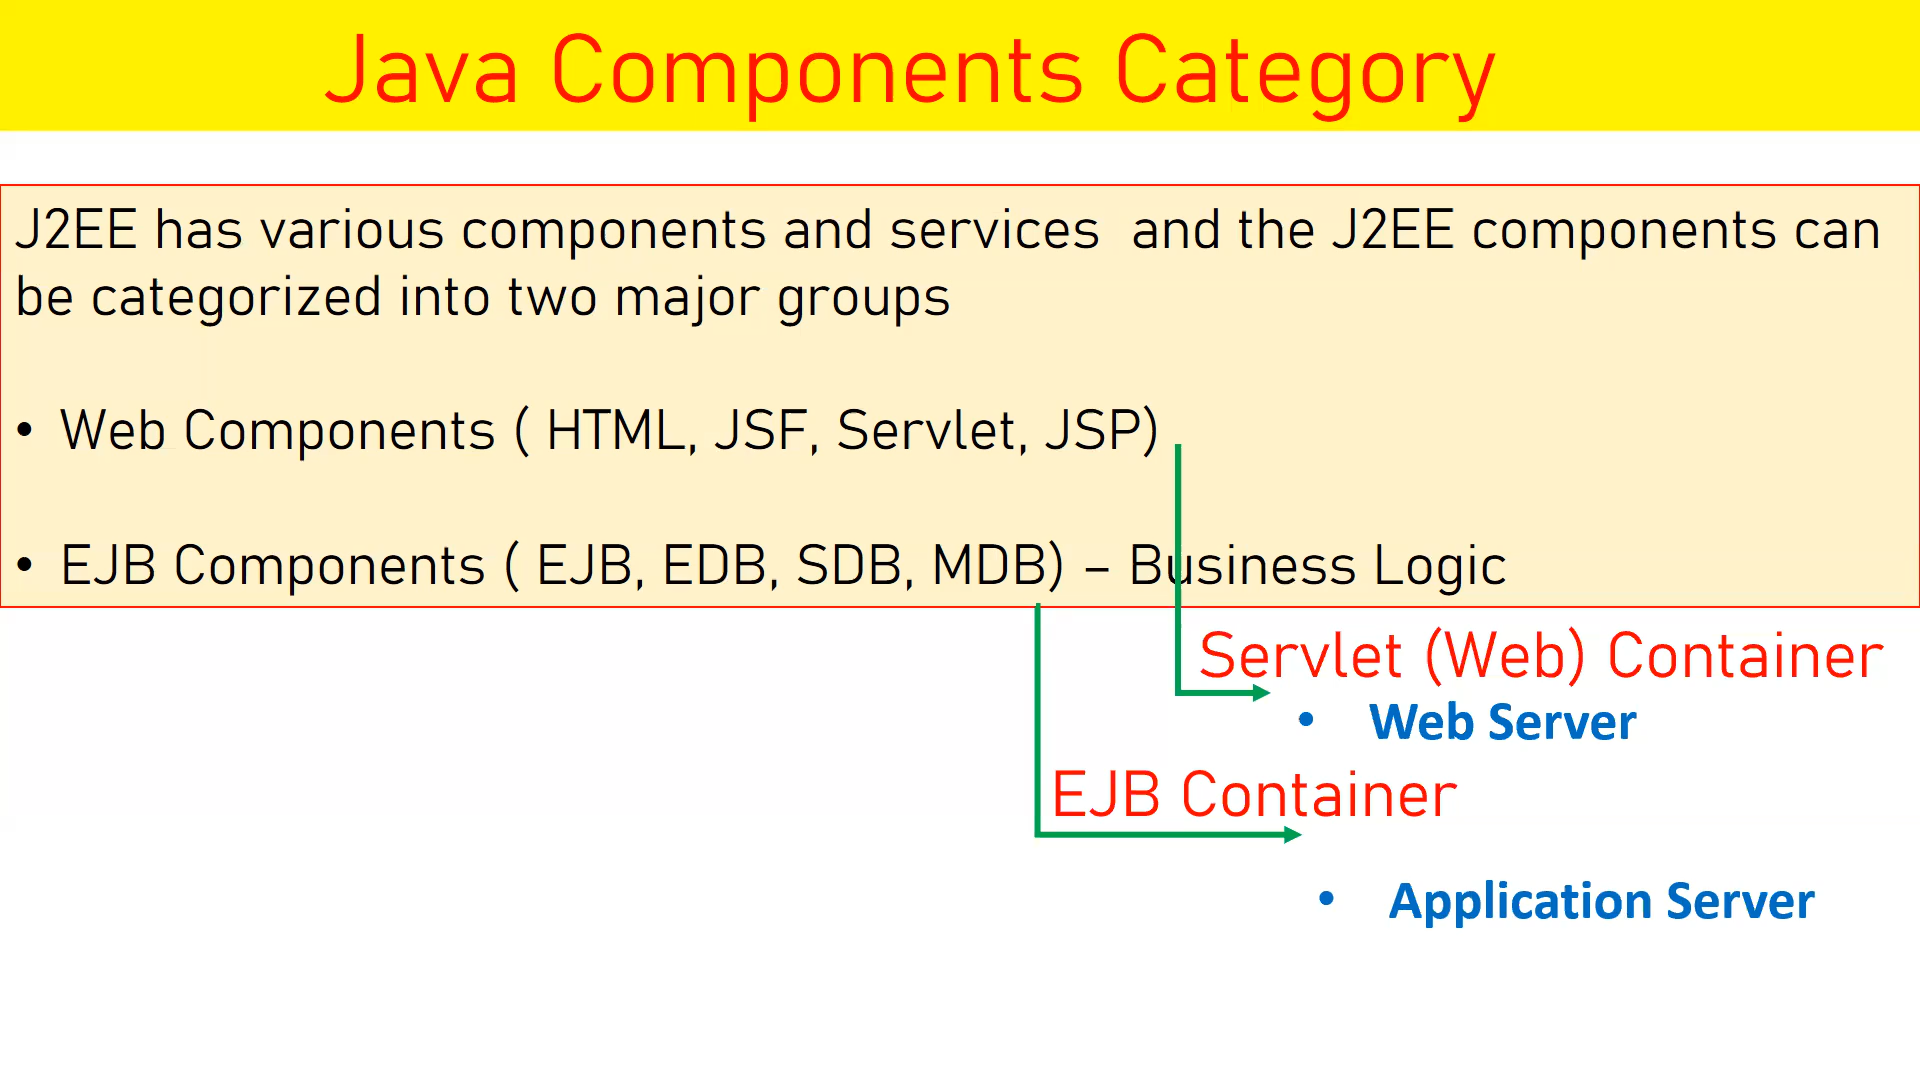 Java Components Category
J2EE has various components and services  and the J2EE components can
be categorized into two major groups
• Web Components ( HTML, JSF, Servlet, JSP)
• EJB Components ( EJB, EDB, SDB, MDB) – Business Logic
Servlet (Web) Container
• Web Server
EJB Container
• Application Server